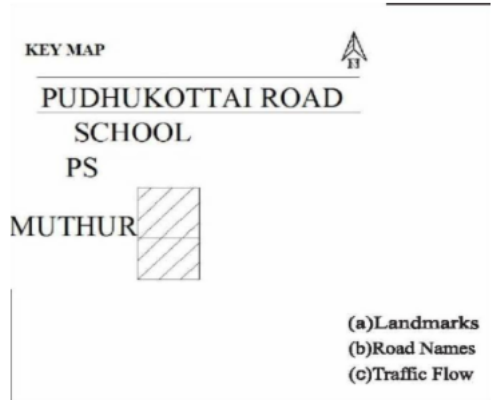 KEY MAP
N
PUDHUKOTTAI ROAD
SCHOOL
PS
MUTHUR
(a)Landmarks
(b)Road Names
(c)Traffic Flow